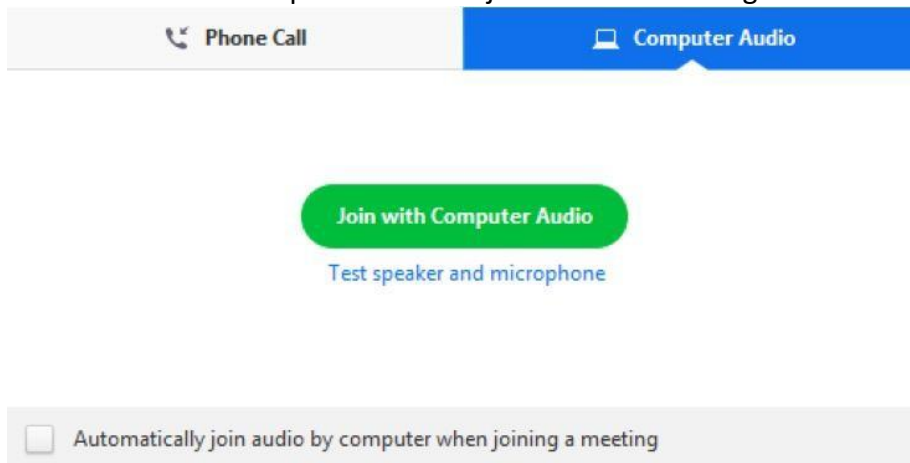 Phone Call
Computer Audio
Join with Computer Audio
Test speaker and microphone
Automatically join audio by computer when joining a meeting